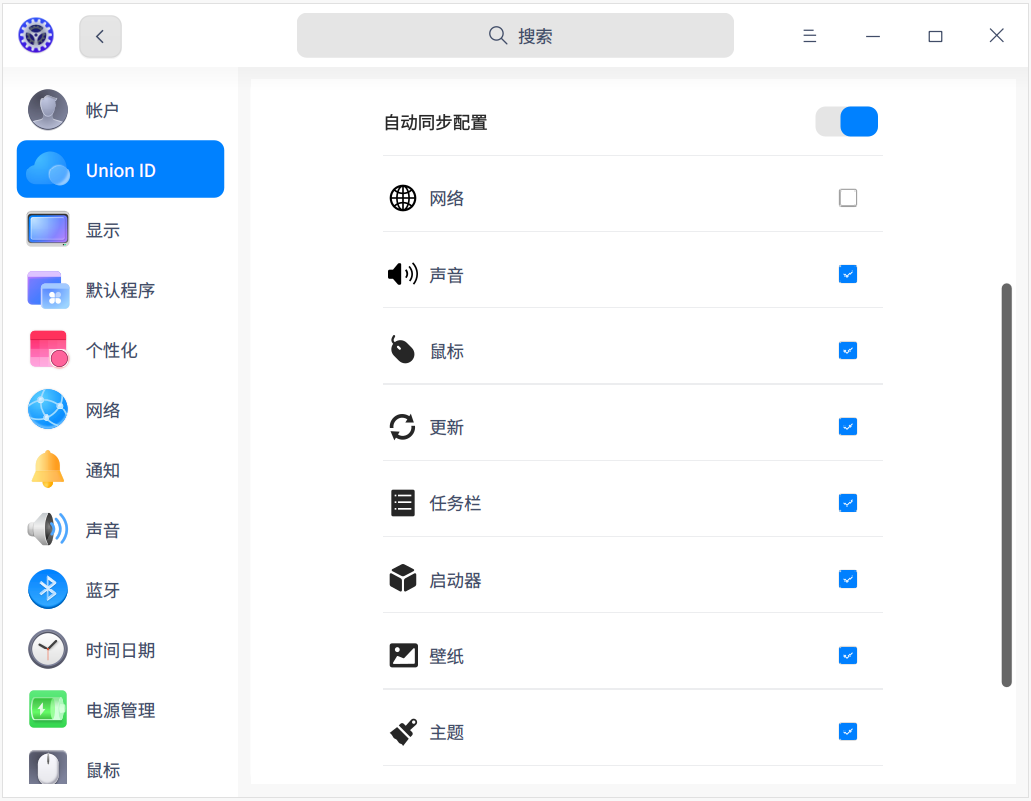 搜索
帐户
Union ID
显示
默认程序
个性化
网络
通知
声音
蓝牙
时间日期
电源管理
鼠标
自动同步配置
网络
声音
鼠标
更新
任务栏
启动器
壁纸
主题